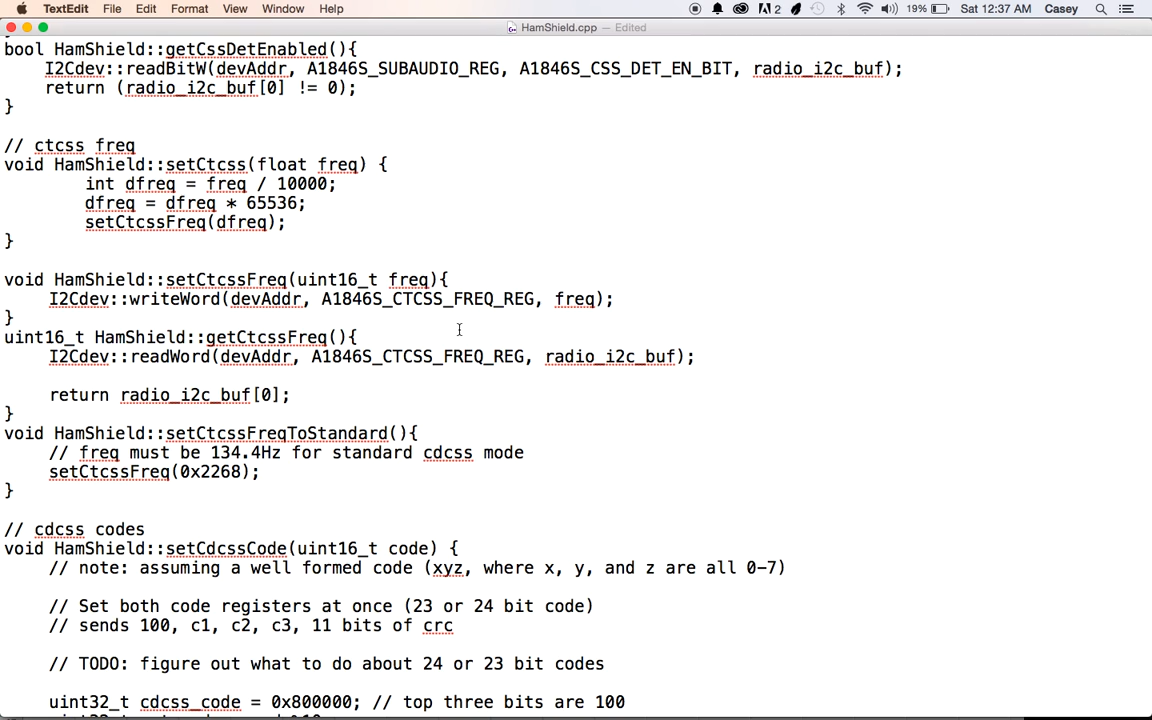 TextEdit File Edit Format View Window Help 2 19% Sat 12:37 AM Casey
HamShield.cpp — Edited
bool HamShield::getCssDetEnabled(){
I2Cdev::readBitW(devAddr, A1846S_SUBAUDIO_REG, A1846S_CSS_DET_EN_BIT, radio_i2c_buf);
return (radio_i2c_buf[0] != 0);
}
// ctcss freq
void HamShield::setCtcss(float freq) {
int dfreq = freq / 10000;
dfreq = dfreq * 65536;
setCtcssFreq(dfreq);
}
void HamShield::setCtcssFreq(uint16_t freq){
I2Cdev::writeWord(devAddr, A1846S_CTCSS_FREQ_REG, freq);
}
uint16_t HamShield::getCtcssFreq(){
I2Cdev::readWord(devAddr, A1846S_CTCSS_FREQ_REG, radio_i2c_buf);
return radio_i2c_buf[0];
}
void HamShield::setCtcssFreqToStandard(){
// freq must be 134.4Hz for standard cdcss mode
setCtcssFreq(0x2268);
}
// cdcss codes
void HamShield::setCdcssCode(uint16_t code) {
// note: assuming a well formed code (xyz, where x, y, and z are all 0-7)
// Set both code registers at once (23 or 24 bit code)
// sends 100, c1, c2, c3, 11 bits of crc
// TODO: figure out what to do about 24 or 23 bit codes
uint32_t cdcss_code = 0x800000; // top three bits are 100